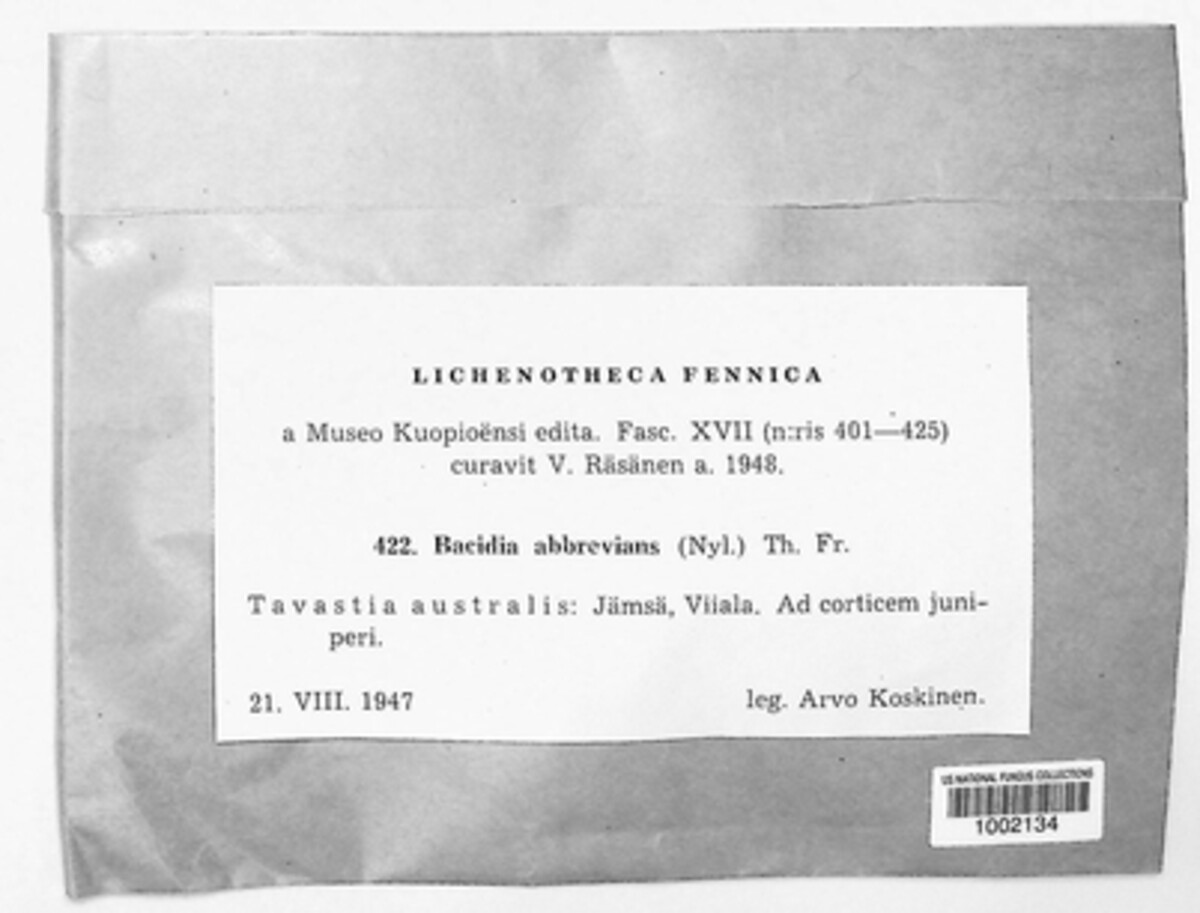 LICHENOTHECA FENNICA
a Museo Kuopioënsi edita. Fasc. XVII (n:ris 401—425)
curavit V. Räsänen a. 1948.
422. Bacidia abbrevians (Nyl.) Th. Fr.
Tavastia australis: Jämsä, Viiala. Ad corticem juni-
peri.
21. VIII. 1947 leg. Arvo Koskinen.
US NATIONAL FUNGUS COLLECTIONS
1002134